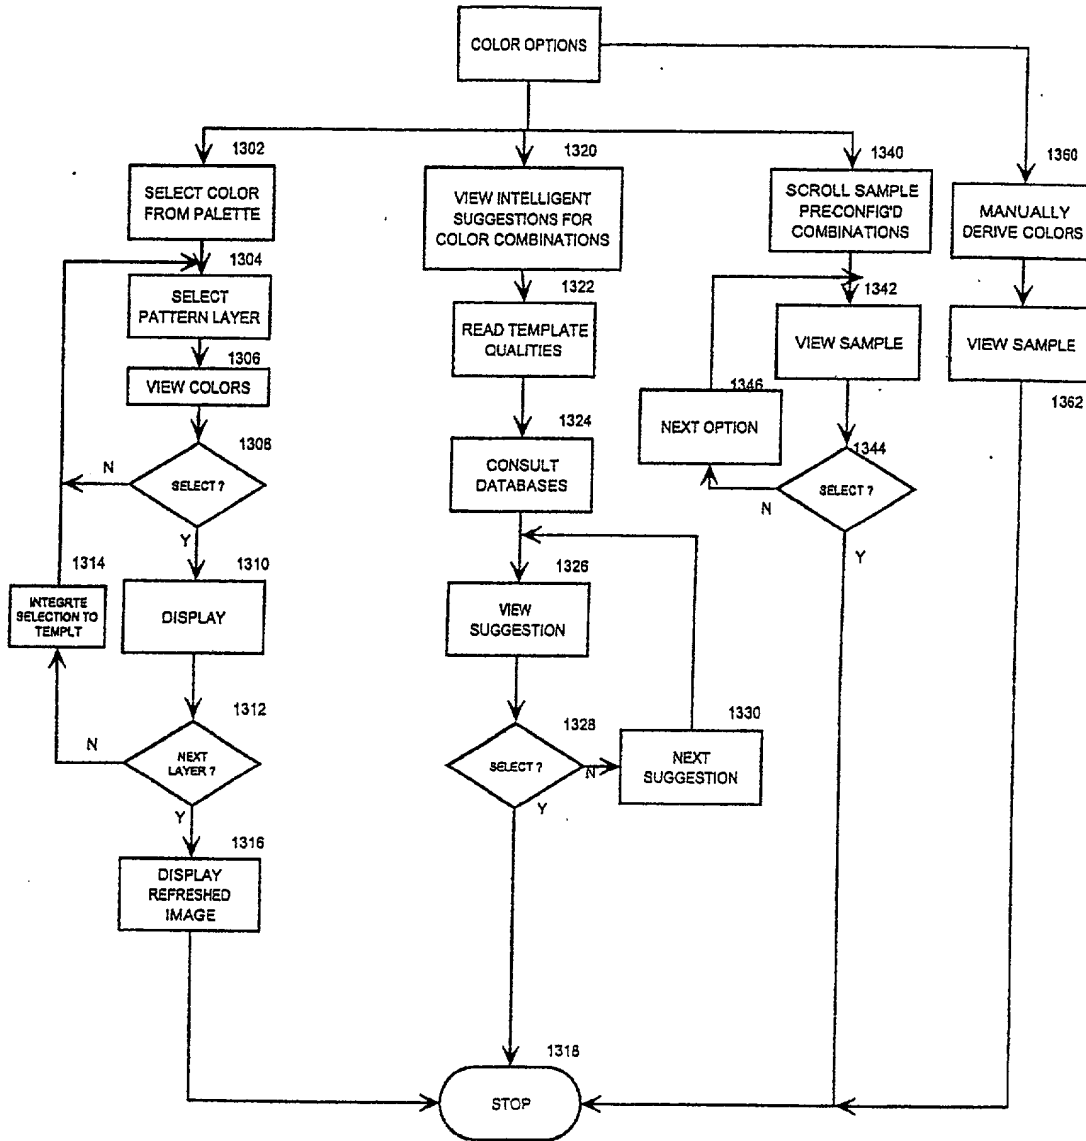 COLOR OPTIONS
1302
SELECT COLOR
FROM PALETTE
1304
SELECT
PATTERN LAYER
1306
VIEW COLORS
1308
SELECT ?
N
Y
1310
DISPLAY
1312
NEXT
LAYER ?
N
Y
1314
INTEGRTE
SELECTION TO
TEMPLT
1316
DISPLAY
REFRESHED
IMAGE
1320
VIEW INTELLIGENT
SUGGESTIONS FOR
COLOR COMBINATIONS
1322
READ TEMPLATE
QUALITIES
1324
CONSULT
DATABASES
1326
VIEW
SUGGESTION
1328
SELECT ?
N
Y
1330
NEXT
SUGGESTION
1340
SCROLL SAMPLE
PRE-CONFIG'D
COMBINATIONS
1342
VIEW SAMPLE
1344
SELECT ?
N
Y
1346
NEXT OPTION
1360
MANUALLY
DERIVE COLORS
VIEW SAMPLE
1362
1318
STOP